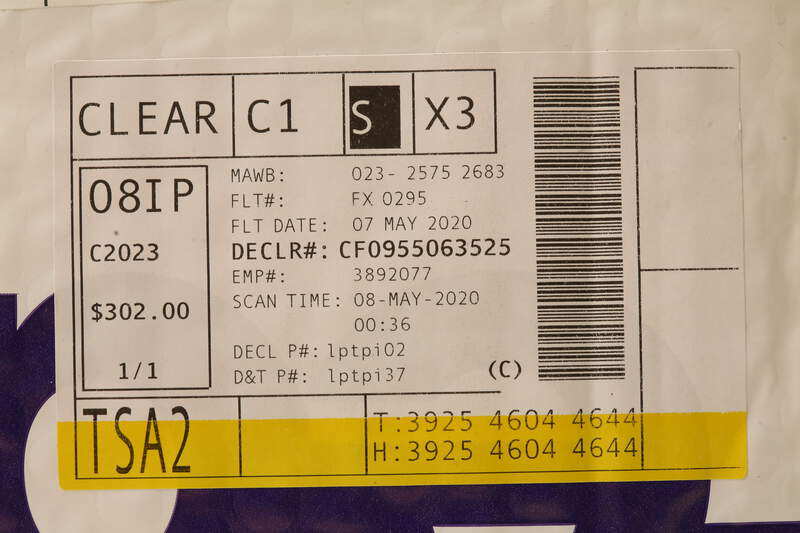 CLEAR C1 S X3
08IP
C2023
$302.00
1/1
MAWB: 023- 2575 2683
FLT#: FX 0295
FLT DATE: 07 MAY 2020
DECLR#: CF0955063525
EMP#: 3892077
SCAN TIME: 08-MAY-2020
00:36
DECL P#: lptpi02
D&T P#: lptpi37 (C)
TSA2
T:3925 4604 4644
H:3925 4604 4644